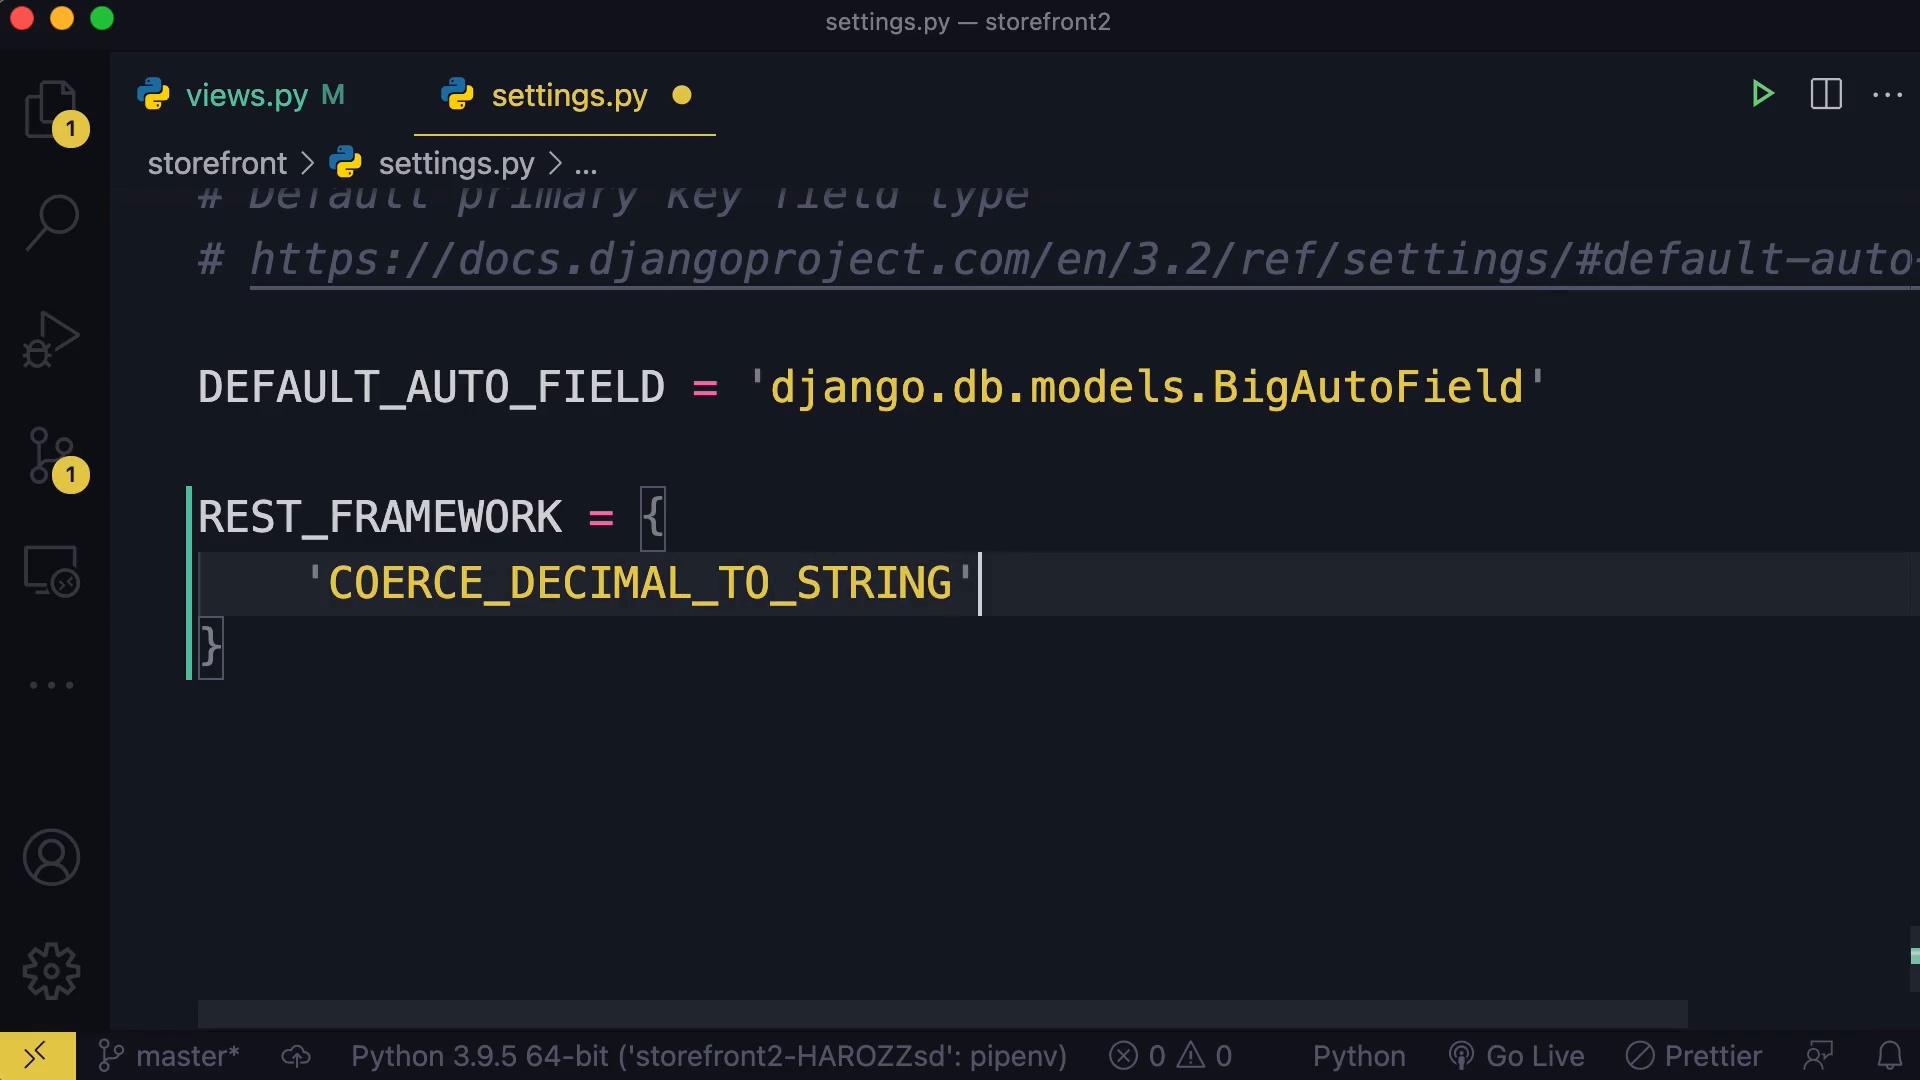 settings.py — storefront2
views.py M
settings.py
storefront > settings.py > ...
# Default primary key field type
# https://docs.djangoproject.com/en/3.2/ref/settings/#default-auto-
DEFAULT_AUTO_FIELD = 'django.db.models.BigAutoField'
REST_FRAMEWORK = {
'COERCE_DECIMAL_TO_STRING'
}
1
1
master* Python 3.9.5 64-bit ('storefront2-HAROZZsd': pipenv) 0 0 Python Go Live Prettier